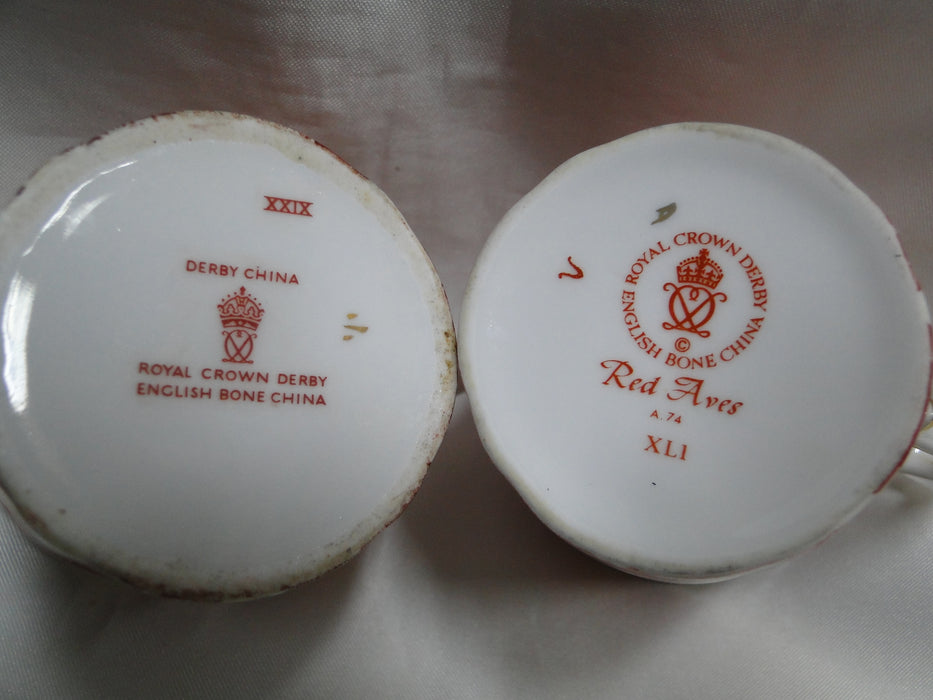 XXIX
DERBY CHINA
ROYAL CROWN DERBY
ENGLISH BONE CHINA
ROYAL CROWN DERBY
ENGLISH BONE CHINA
©
Red Aves
A.74
XLI